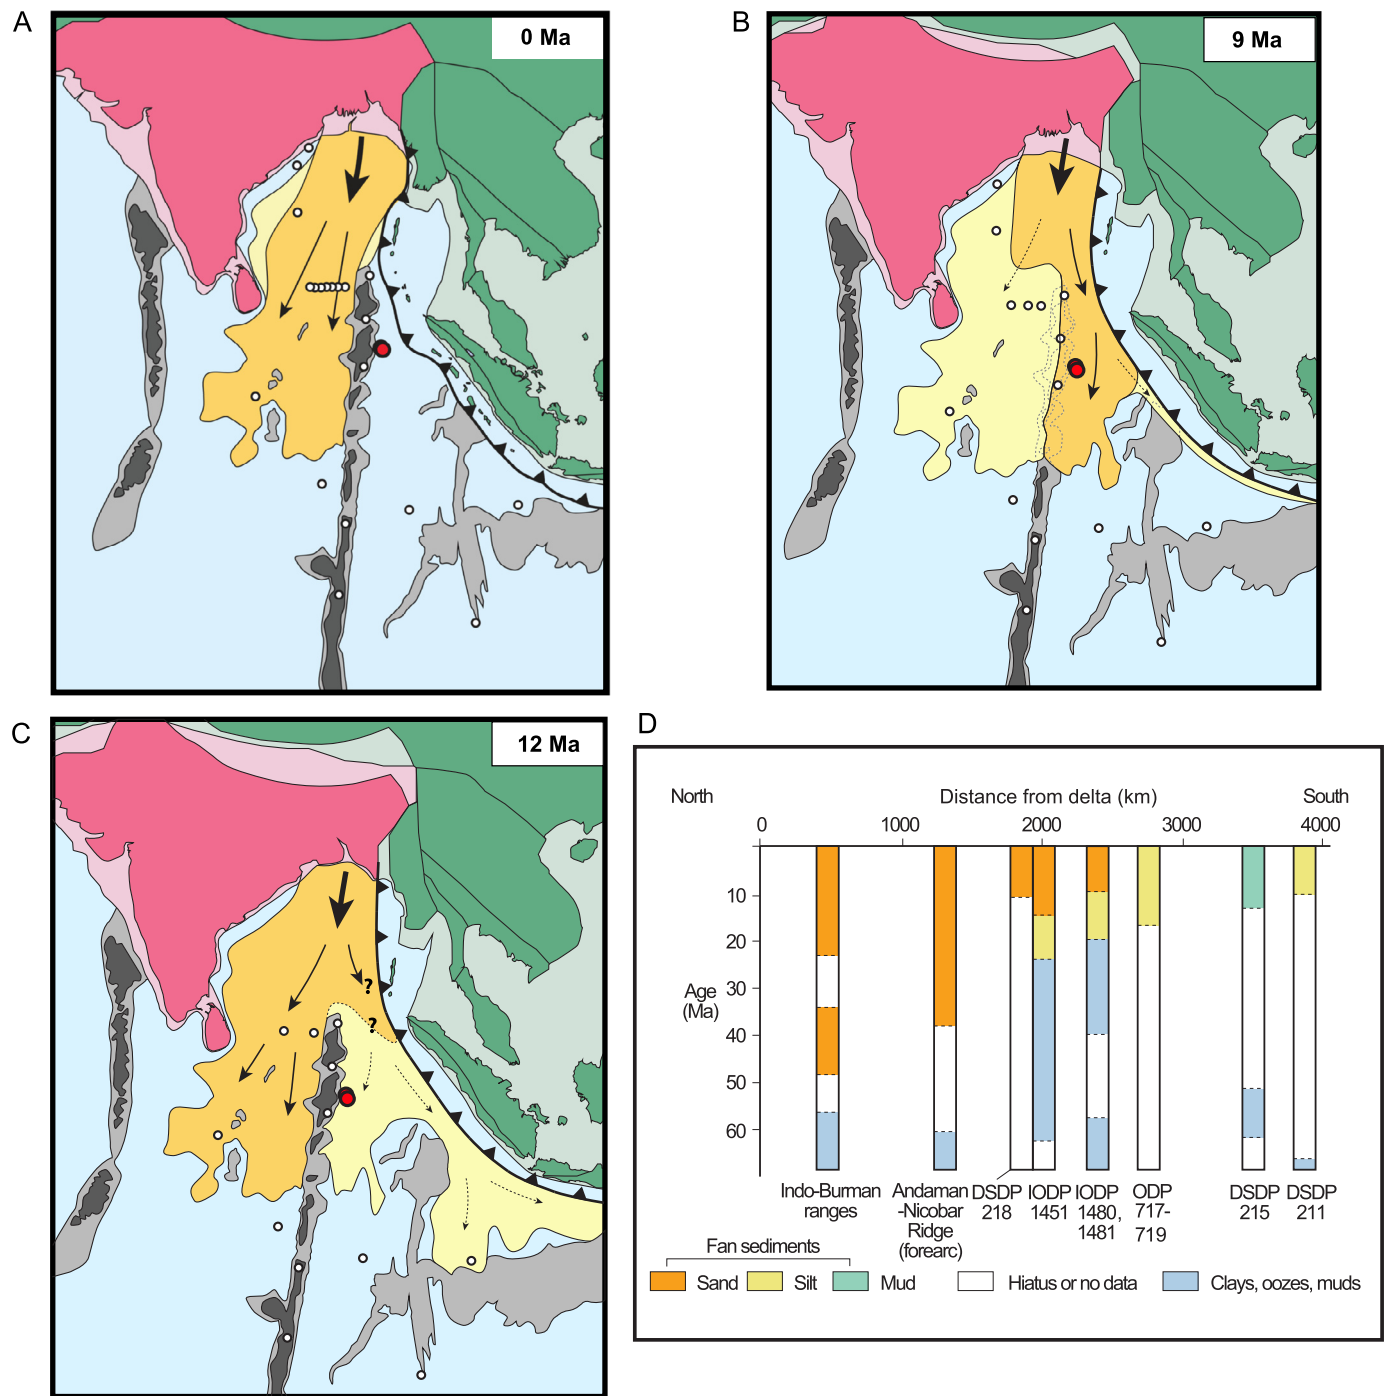 A
0 Ma
B
9 Ma
C
12 Ma
?
?
D
North
Distance from delta (km)
South
0
1000
2000
3000
4000
10
20
30
40
50
60
Age
(Ma)
Indo-Burman
ranges
Andaman
-Nicobar
Ridge
(forearc)
DSDP
218
IODP
1451
IODP
1480,
1481
ODP
717-
719
DSDP
215
DSDP
211
Fan sediments
Sand
Silt
Mud
Hiatus or no data
Clays, oozes, muds